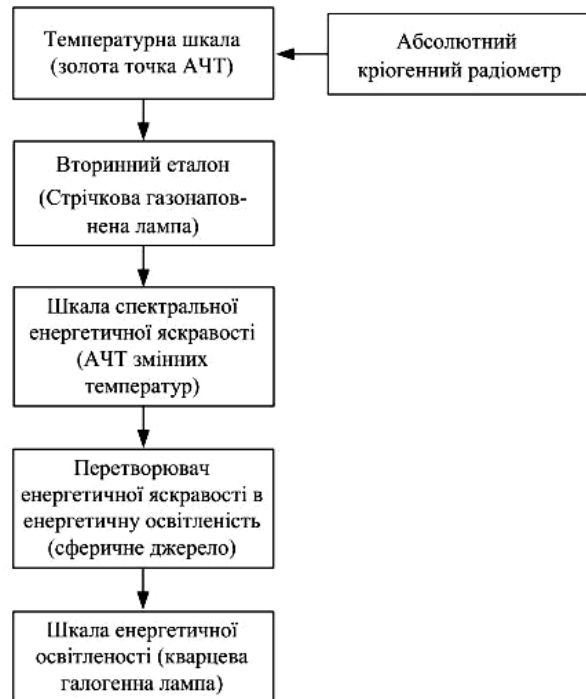 Температурна шкала
(золота точка АЧТ)
Абсолютний
кріогенний радіометр
Вторинний еталон
(Стрічкова газонапов-
нена лампа)
Шкала спектральної
енергетичної яскравості
(АЧТ змінних
температур)
Перетворювач
енергетичної яскравості в
енергетичну освітленість
(сферичне джерело)
Шкала енергетичної
освітленості (кварцева
галогенна лампа)